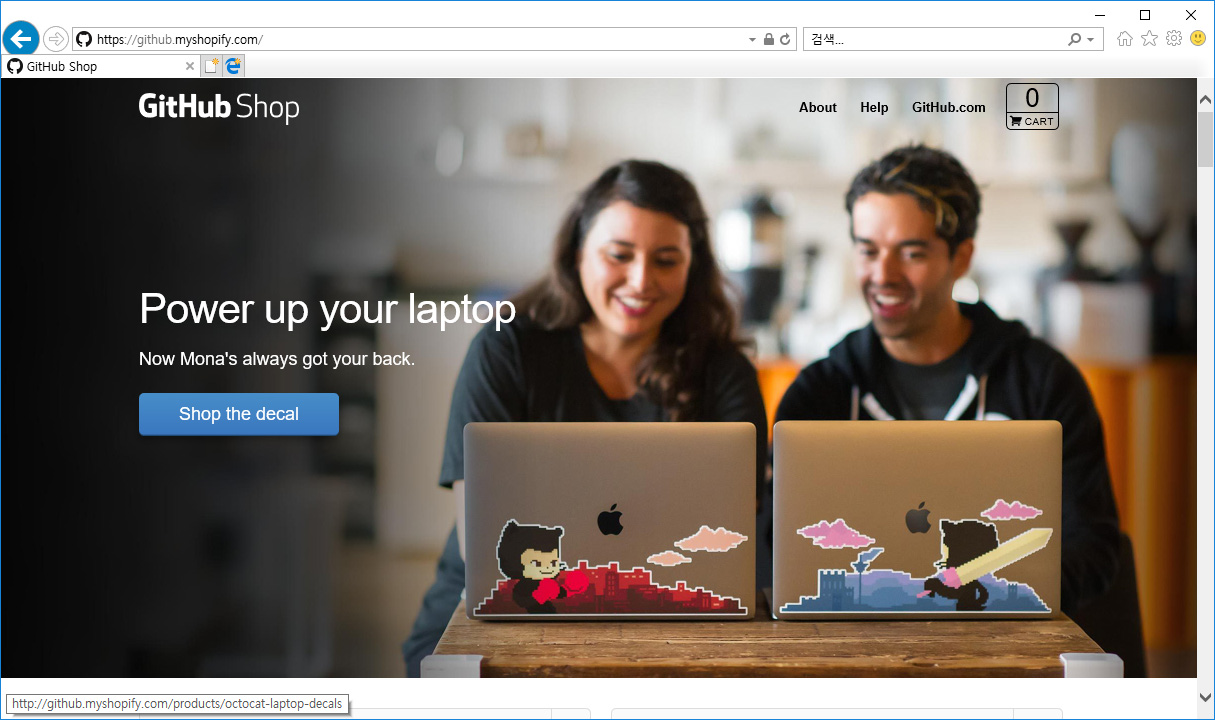 https://github.myshopify.com/
검색...
GitHub Shop
GitHub Shop
About
Help
GitHub.com
0
CART
Power up your laptop
Now Mona's always got your back.
Shop the decal
http://github.myshopify.com/products/octocat-laptop-decals